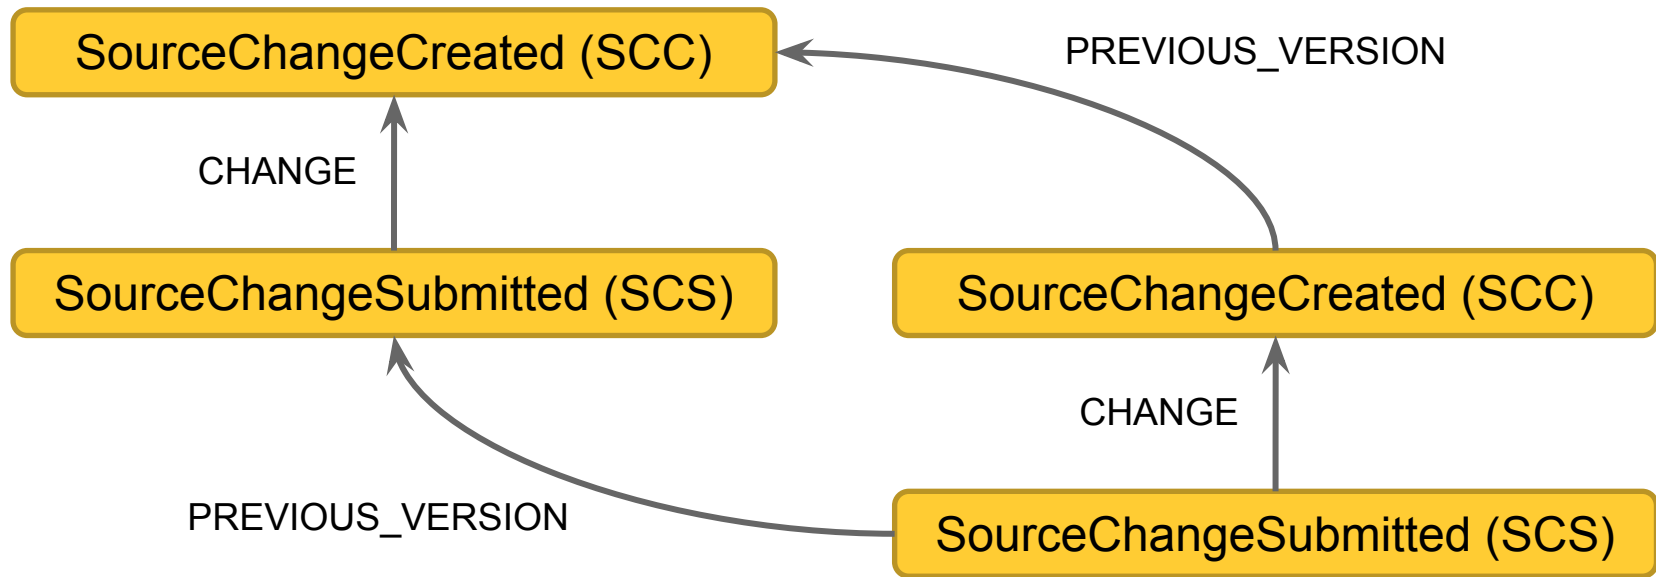 SourceChangeCreated (SCC)
PREVIOUS_VERSION
CHANGE
SourceChangeSubmitted (SCS)
SourceChangeCreated (SCC)
CHANGE
PREVIOUS_VERSION
SourceChangeSubmitted (SCS)